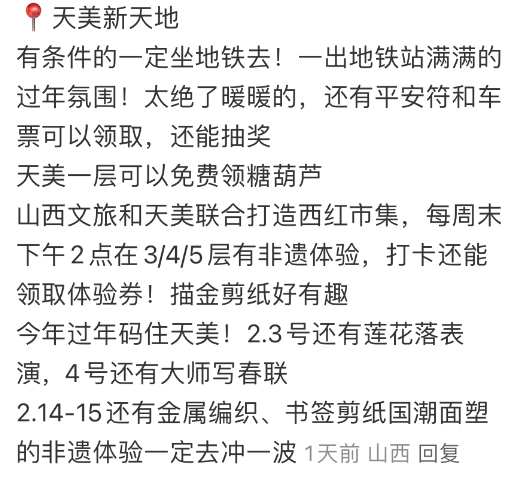 📍天美新天地
有条件的一定坐地铁去！一出地铁站满满的
过年氛围！太绝了暖暖的，还有平安符和车
票可以领取，还能抽奖
天美一层可以免费领糖葫芦
山西文旅和天美联合打造西红市集，每周末
下午2点在3/4/5层有非遗体验，打卡还能
领取体验券！描金剪纸好有趣
今年过年码住天美！2.3号还有莲花落表
演，4号还有大师写春联
2.14-15还有金属编织、书签剪纸国潮面塑
的非遗体验一定去冲一波 1天前 山西 回复